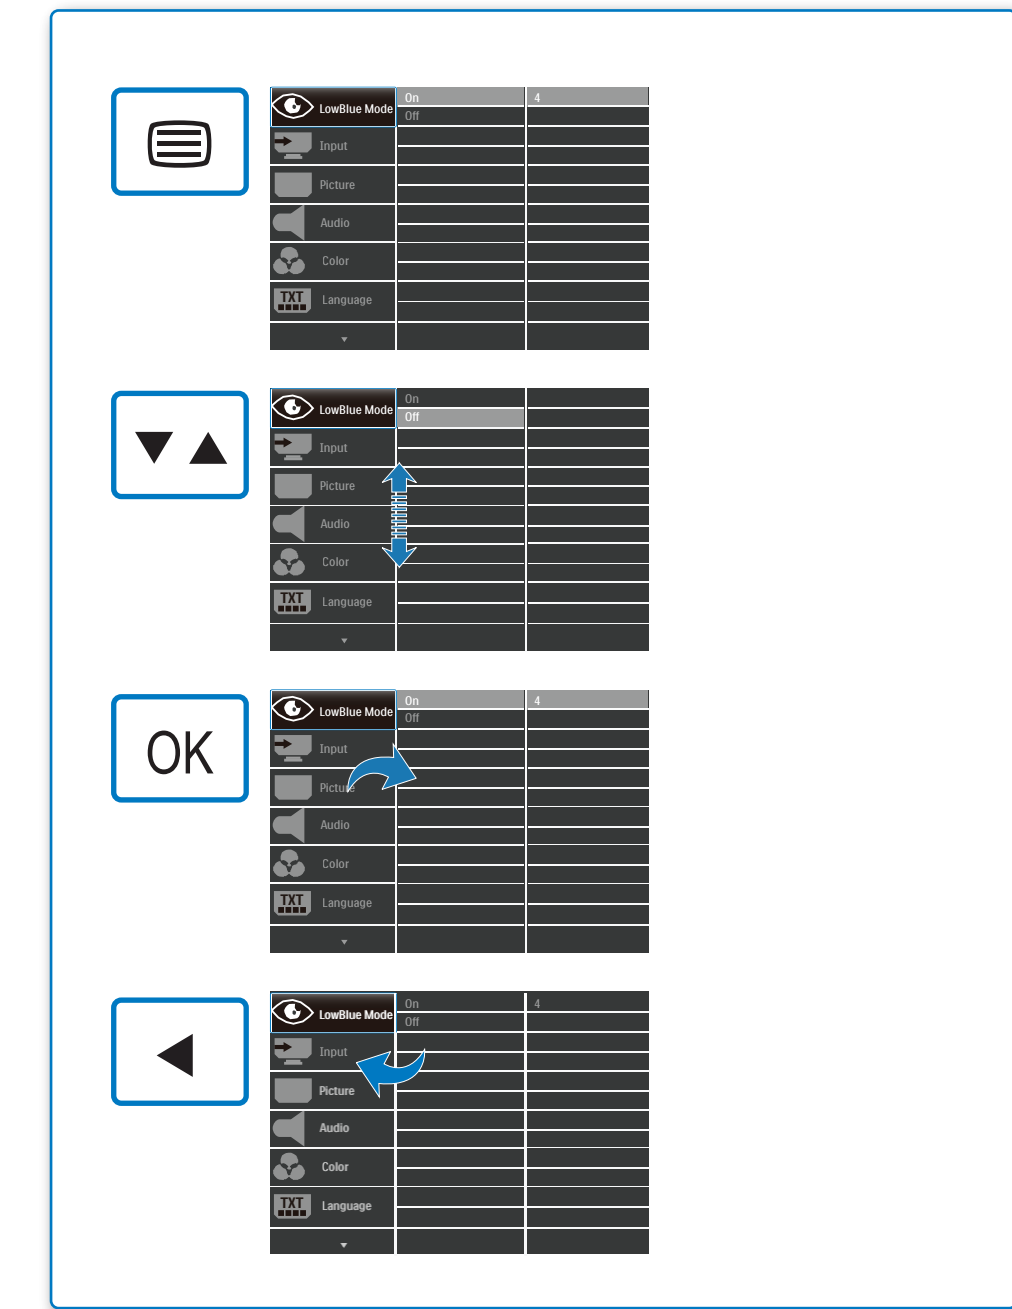 LowBlue Mode On 4
Off
Input
Picture
Audio
Color
TXT Language
LowBlue Mode On
Off
Input
Picture
Audio
Color
TXT Language
OK
LowBlue Mode On 4
Off
Input
Picture
Audio
Color
TXT Language
LowBlue Mode On 4
Off
Input
Picture
Audio
Color
TXT Language